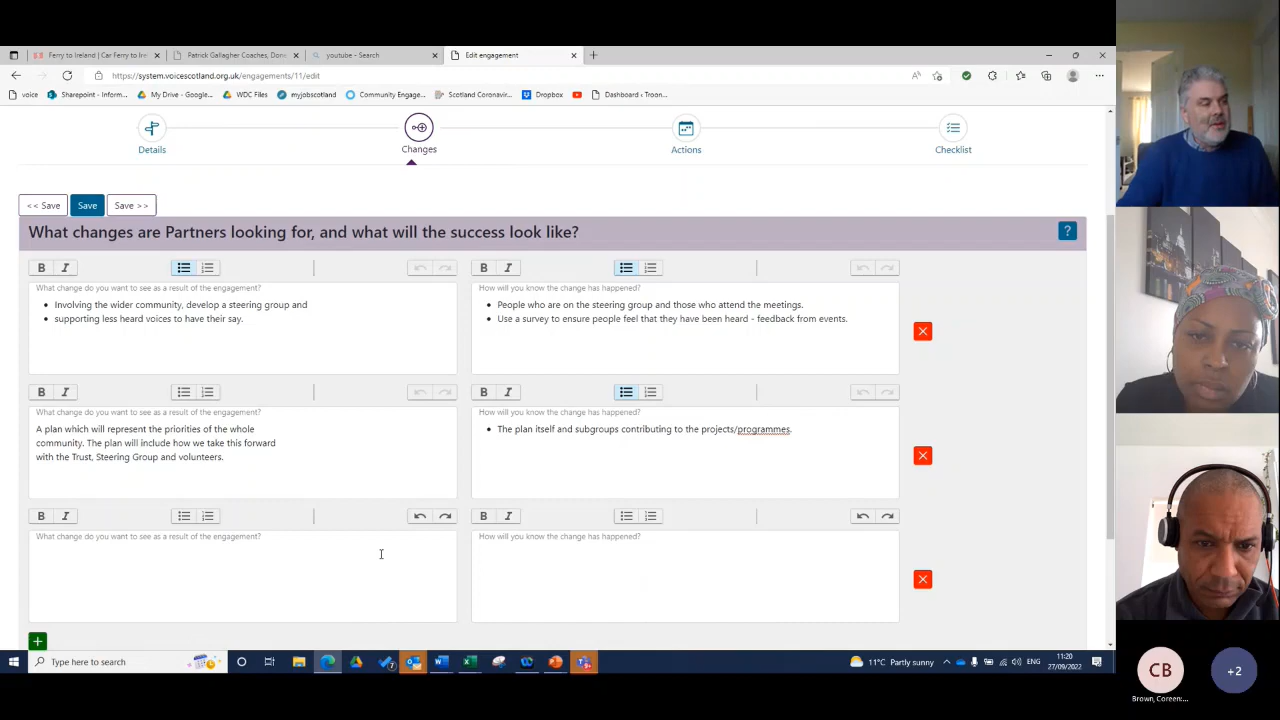 Ferry to Ireland | Car Ferry to Ire
Patrick Gallagher Coaches, Don
youtube - Search
Edit engagement
https://system.voicescotland.org.uk/engagements/11/edit
voice
Sharepoint - Inform...
My Drive - Google...
WDC Files
myjobscotland
Community Engage...
Scotland Coronavir...
Dropbox
Dashboard ‹ Troon...
Details
Changes
Actions
Checklist
<< Save
Save
Save >>
What changes are Partners looking for, and what will the success look like?
?
B I
B I
What change do you want to see as a result of the engagement?
How will you know the change has happened?
• Involving the wider community, develop a steering group and
• People who are on the steering group and those who attend the meetings.
• supporting less heard voices to have their say.
• Use a survey to ensure people feel that they have been heard - feedback from events.
B I
B I
What change do you want to see as a result of the engagement?
How will you know the change has happened?
A plan which will represent the priorities of the whole
• The plan itself and subgroups contributing to the projects/programmes.
community. The plan will include how we take this forward
with the Trust, Steering Group and volunteers.
B I
B I
What change do you want to see as a result of the engagement?
How will you know the change has happened?
Type here to search
11°C Partly sunny
ENG
11:20
27/09/2022
CB
+2
Brown, Coreen:...